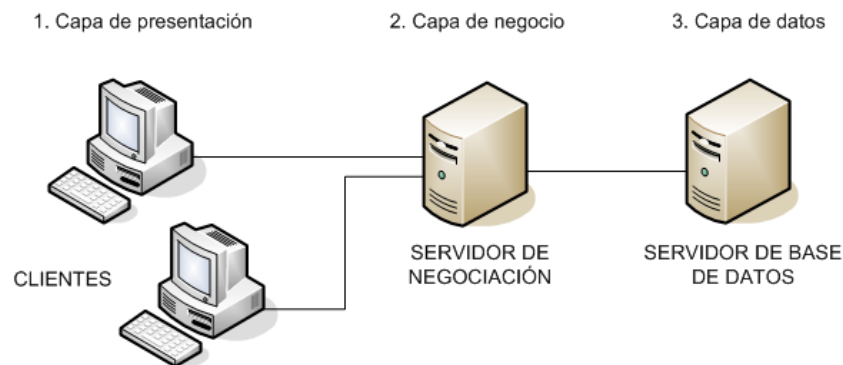 1. Capa de presentación
2. Capa de negocio
3. Capa de datos
CLIENTES
SERVIDOR DE
NEGOCIACIÓN
SERVIDOR DE BASE
DE DATOS